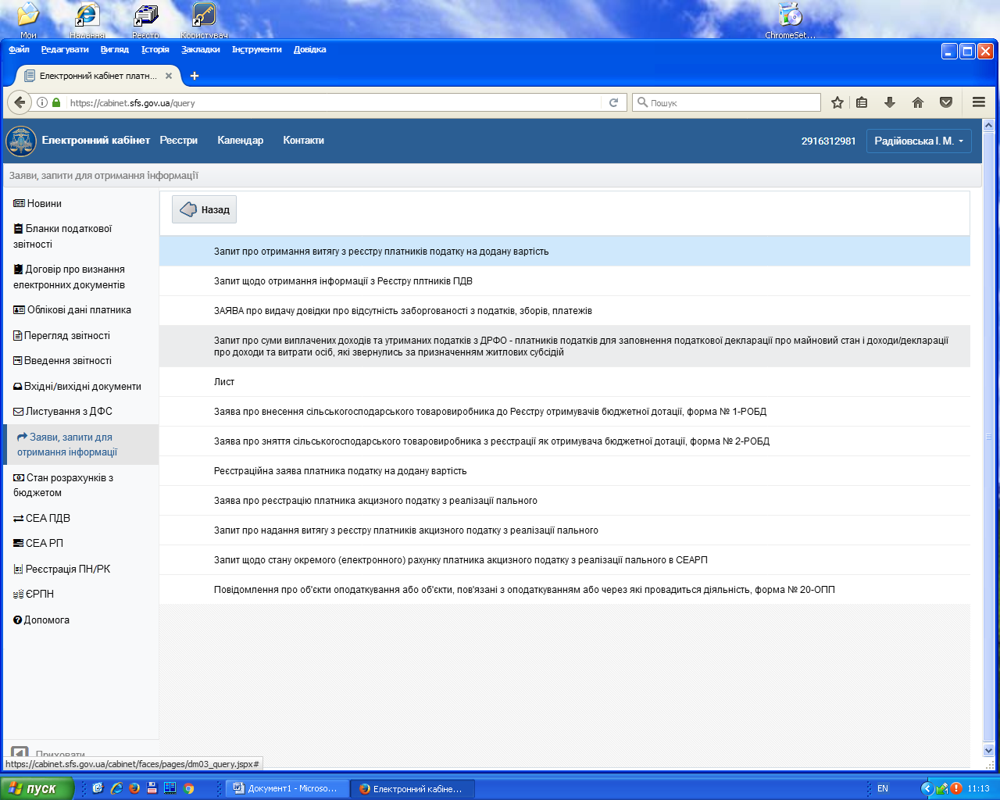 Мои
Надання
Реєстр
Користувач
ChromeSet...
Файл Редагувати Вигляд Історія Закладки Інструменти Довідка
Електронний кабінет платн...
https://cabinet.sfs.gov.ua/query
Пошук
Електронний кабінет Реєстри Календар Контакти 2916312981 Радійовська І. М.
Заяви, запити для отримання інформації
Новини
Бланки податкової
звітності
Договір про визнання
електронних документів
Облікові дані платника
Перегляд звітності
Введення звітності
Вхідні/вихідні документи
Листування з ДФС
Заяви, запити для
отримання інформації
Стан розрахунків з
бюджетом
СЕА ПДВ
СЕА РП
Реєстрація ПН/РК
ЄРПН
Допомога
Приховати
Назад
Запит про отримання витягу з реєстру платників податку на додану вартість
Запит щодо отримання інформації з Реєстру плтників ПДВ
ЗАЯВА про видачу довідки про відсутність заборгованості з податків, зборів, платежів
Запит про суми виплачених доходів та утриманих податків з ДРФО - платників податків для заповнення податкової декларації про майновий стан і доходи/декларації
про доходи та витрати осіб, які звернулись за призначенням житлових субсідій
Лист
Заява про внесення сільськогосподарського товаровиробника до Реєстру отримувачів бюджетної дотації, форма № 1-РОБД
Заява про зняття сільськогосподарського товаровиробника з реєстрації як отримувача бюджетної дотації, форма № 2-РОБД
Реєстраційна заява платника податку на додану вартість
Заява про реєстрацію платника акцизного податку з реалізації пального
Запит про надання витягу з реєстру платників акцизного податку з реалізації пального
Запит щодо стану окремого (електронного) рахунку платника акцизного податку з реалізації пального в СЕАРП
Повідомлення про об'єкти оподаткування або об'єкти, пов'язані з оподаткуванням або через які провадиться діяльність, форма № 20-ОПП
https://cabinet.sfs.gov.ua/cabinet/faces/pages/dm03_query.jspx#
пуск
Документ1 - Microso...
Електронний кабіне...
EN
11:13